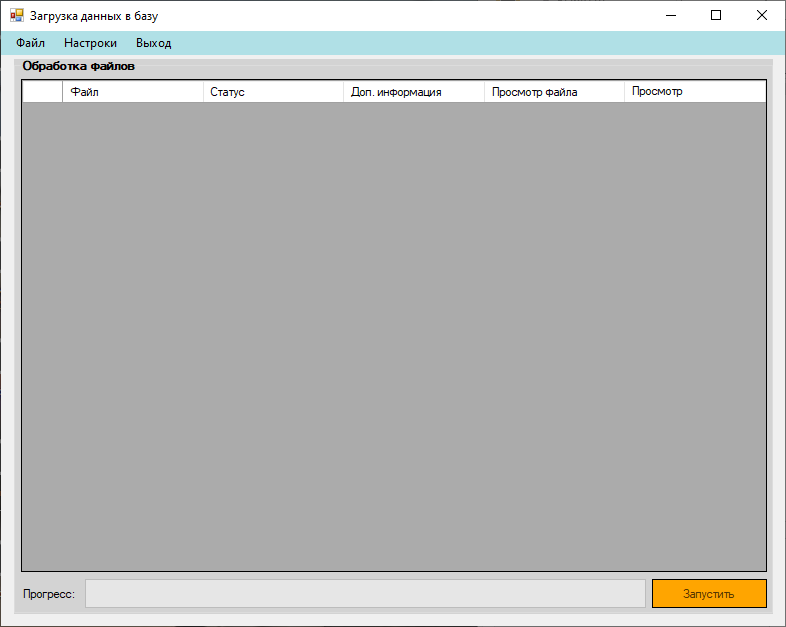 Загрузка данных в базу
Файл Настроки Выход
Обработка файлов
Файл Статус Доп. информация Просмотр файла Просмотр
Прогресс: Запустить